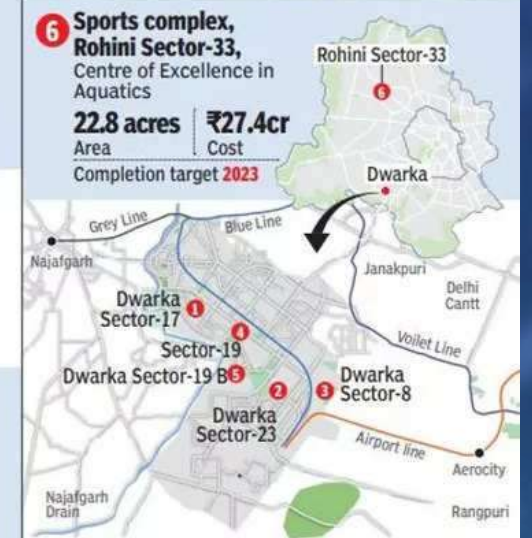 6 Sports complex,
Rohini Sector-33,
Centre of Excellence in
Aquatics
22.8 acres ₹27.4cr
Area Cost
Completion target 2023
Rohini Sector-33
6
Dwarka
Grey Line
Blue Line
Najafgarh
Janakpuri
Delhi
Cantt
Dwarka
Sector-17
1
4
Sector-19
Voilet Line
Dwarka Sector-19 B 5
2
3 Dwarka
Sector-8
Dwarka
Sector-23
Airport line
Aerocity
Najafgarh
Drain
Rangpuri